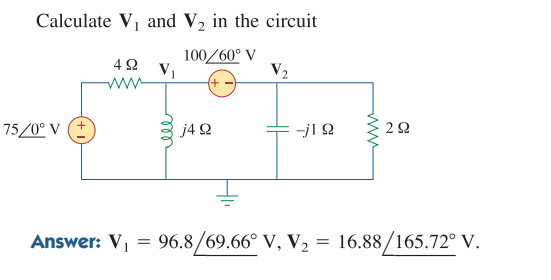 Calculate V₁ and V₂ in the circuit
100/60° V
4 Ω
V₁
+ −
V₂
75/0° V
+
−
j4 Ω
−j1 Ω
2 Ω
Answer: V₁ = 96.8/69.66° V, V₂ = 16.88/165.72° V.